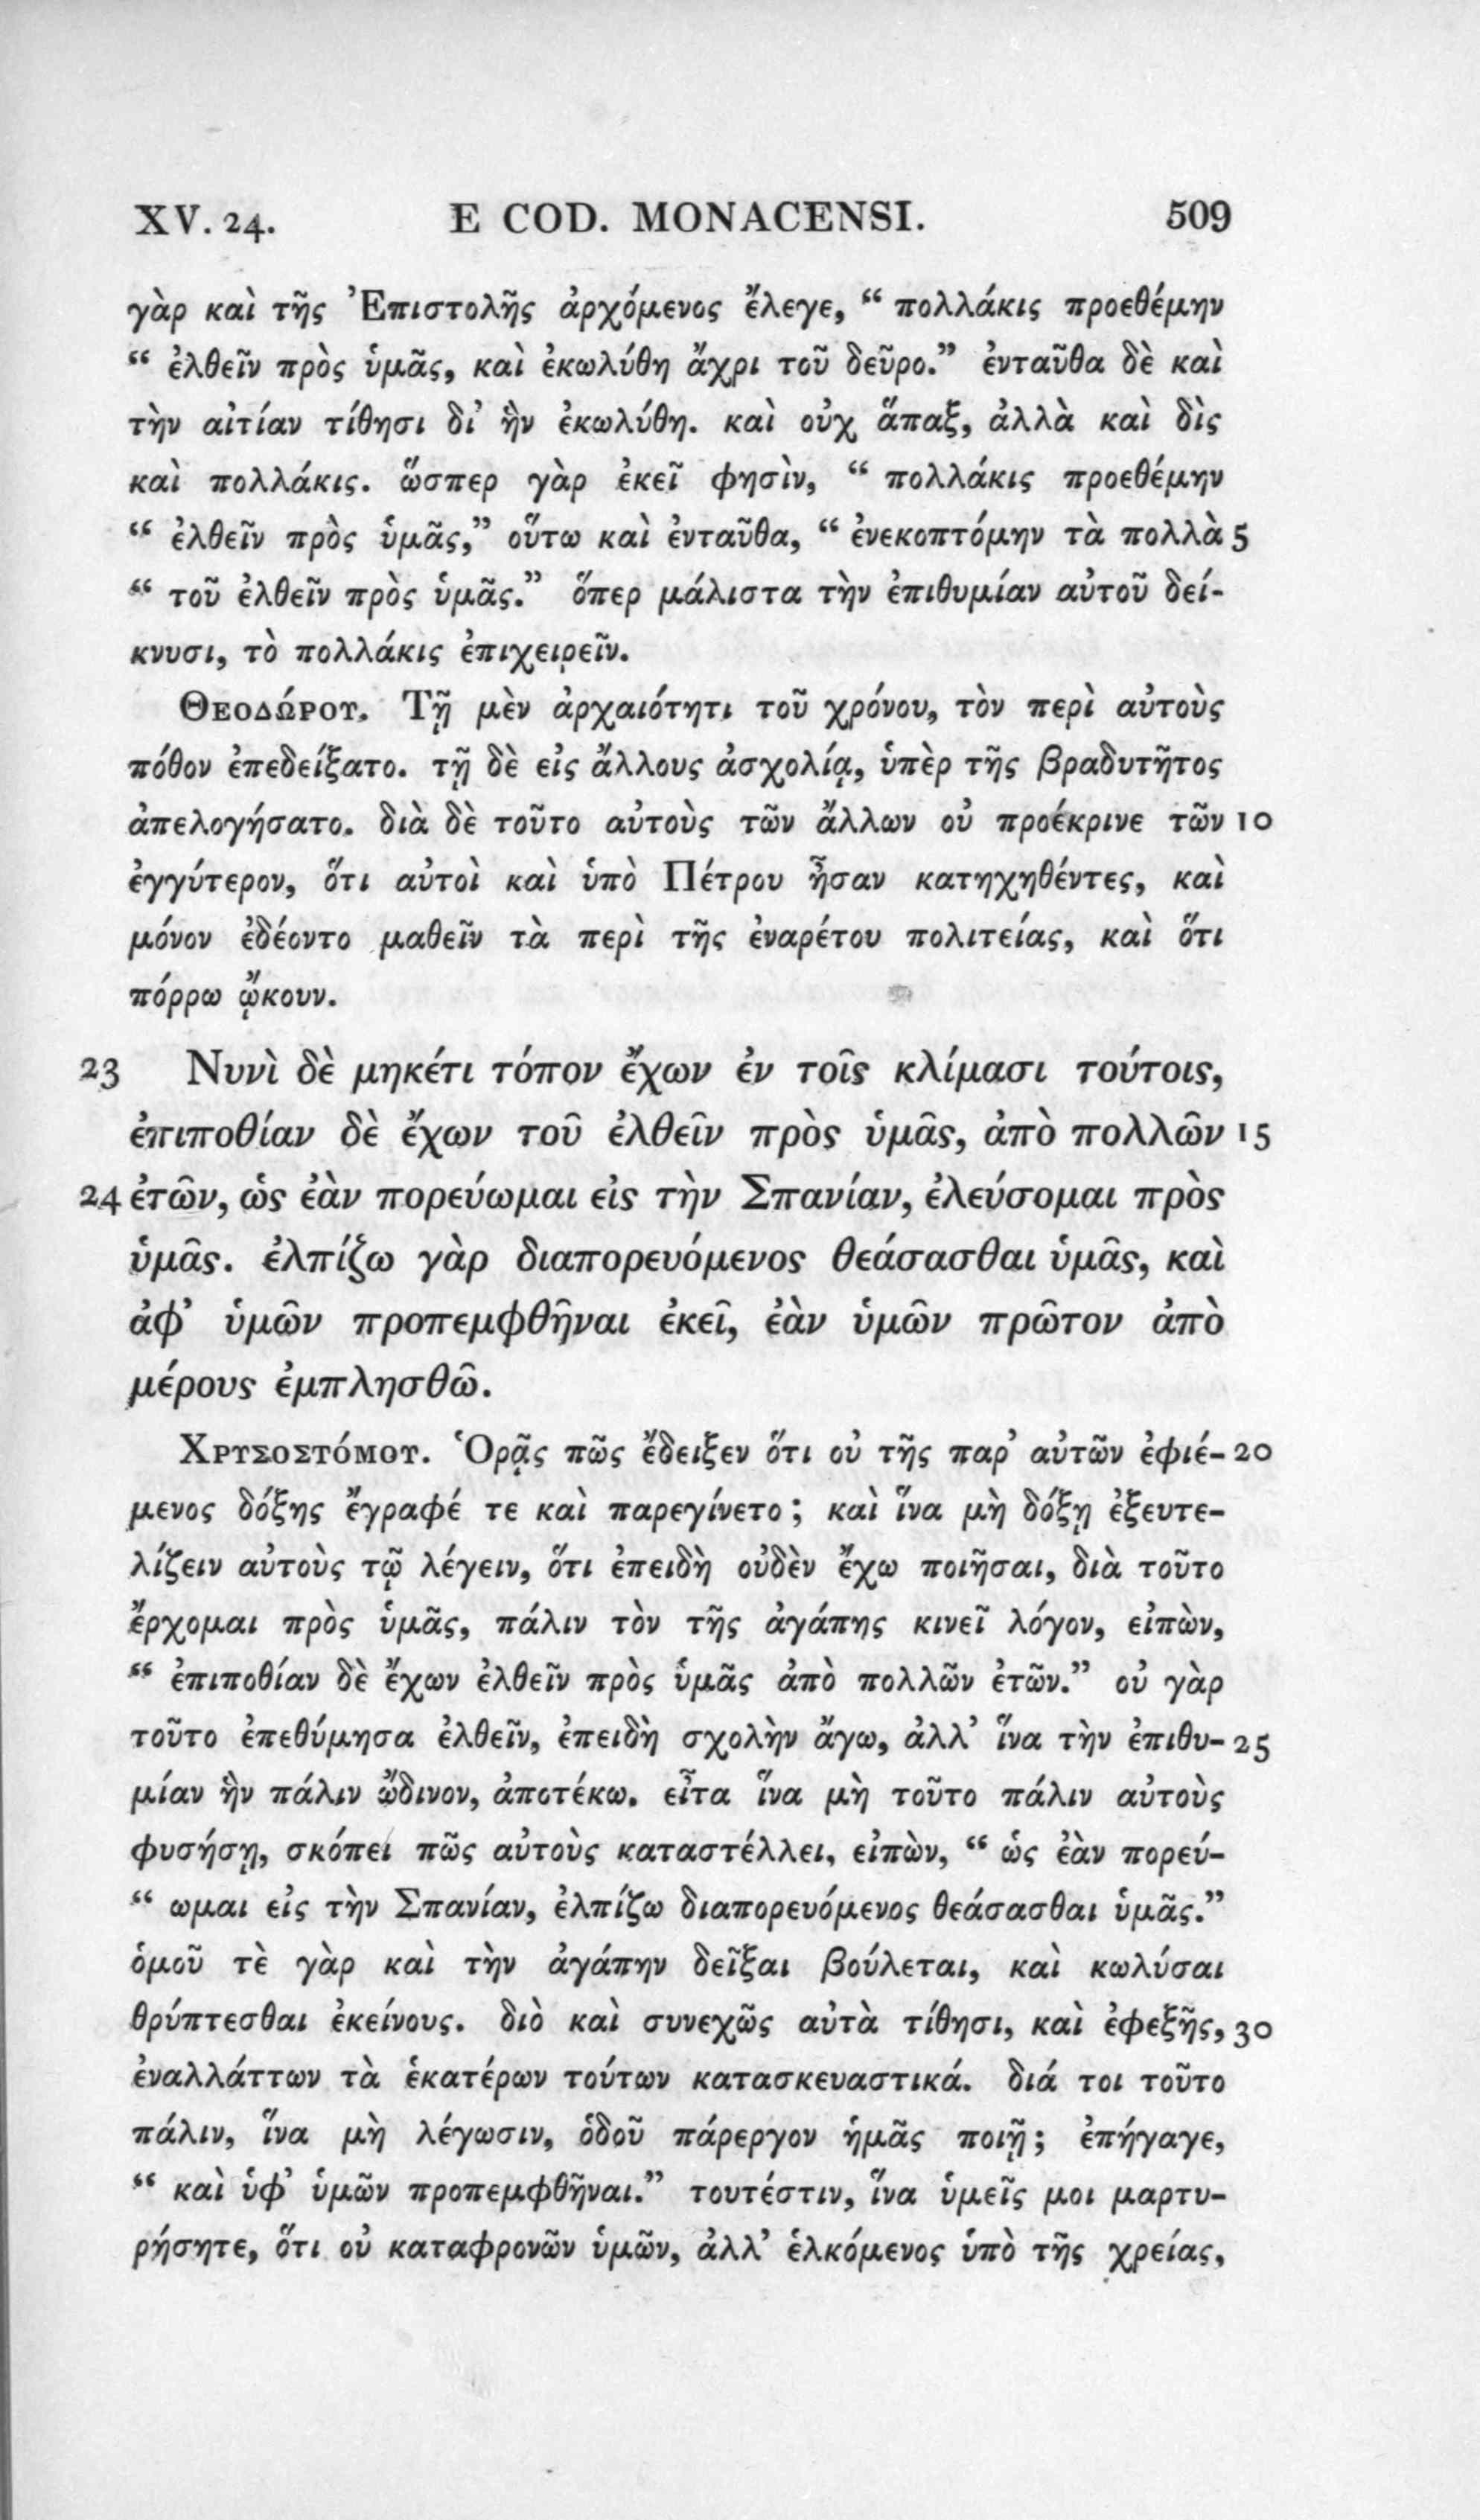 XV. 24. E COD. MONACENSI. 509
γὰρ καὶ τῆς Ἐπιστολῆς ἀρχόμενος ἔλεγε, “ πολλάκις προεθέμην
“ ἐλθεῖν πρὸς ὑμᾶς, καὶ ἐκωλύθη ἄχρι τοῦ δεῦρο.” ἐνταῦθα δὲ καὶ
τὴν αἰτίαν τίθησι δι’ ἣν ἐκωλύθη. καὶ οὐχ ἅπαξ, ἀλλὰ καὶ δὶς
καὶ πολλάκις. ὥσπερ γὰρ ἐκεῖ φησὶν, “ πολλάκις προεθέμην
“ ἐλθεῖν πρὸς ὑμᾶς,” οὕτω καὶ ἐνταῦθα, “ ἐνεκοπτόμην τὰ πολλὰ 5
“ τοῦ ἐλθεῖν πρὸς ὑμᾶς.” ὅπερ μάλιστα τὴν ἐπιθυμίαν αὐτοῦ δεί-
κνυσι, τὸ πολλάκις ἐπιχειρεῖν.
ΘΕΟΔΏΡΟΥ. Τῇ μὲν ἀρχαιότητι τοῦ χρόνου, τὸν περὶ αὐτοὺς
πόθον ἐπεδείξατο. τῇ δὲ εἰς ἄλλους ἀσχολίᾳ, ὑπὲρ τῆς βραδυτῆτος
ἀπελογήσατο. διὰ δὲ τοῦτο αὐτοὺς τῶν ἄλλων οὐ προέκρινε τῶν 10
ἐγγύτερον, ὅτι αὐτοὶ καὶ ὑπὸ Πέτρου ἦσαν κατηχηθέντες, καὶ
μόνον ἐδέοντο μαθεῖν τὰ περὶ τῆς ἐναρέτου πολιτείας, καὶ ὅτι
πόρρω ᾤκουν.
23 Νυνὶ δὲ μηκέτι τόπον ἔχων ἐν τοῖς κλίμασι τούτοις,
ἐπιποθίαν δὲ ἔχων τοῦ ἐλθεῖν πρὸς ὑμᾶς, ἀπὸ πολλῶν 15
24 ἐτῶν, ὡς ἐὰν πορεύωμαι εἰς τὴν Σπανίαν, ἐλεύσομαι πρὸς
ὑμᾶς. ἐλπίζω γὰρ διαπορευόμενος θεάσασθαι ὑμᾶς, καὶ
ἀφ’ ὑμῶν προπεμφθῆναι ἐκεῖ, ἐὰν ὑμῶν πρῶτον ἀπὸ
μέρους ἐμπλησθῶ.
ΧΡΥΣΟΣΤΌΜΟΥ. Ὁρᾷς πῶς ἔδειξεν ὅτι οὐ τῆς παρ’ αὐτῶν ἐφιέ- 20
μενος δόξης ἔγραφέ τε καὶ παρεγίνετο ; καὶ ἵνα μὴ δόξῃ ἐξευτε-
λίζειν αὐτοὺς τῷ λέγειν, ὅτι ἐπειδὴ οὐδὲν ἔχω ποιῆσαι, διὰ τοῦτο
ἔρχομαι πρὸς ὑμᾶς, πάλιν τὸν τῆς ἀγάπης κινεῖ λόγον, εἰπὼν,
“ ἐπιποθίαν δὲ ἔχων ἐλθεῖν πρὸς ὑμᾶς ἀπὸ πολλῶν ἐτῶν.” οὐ γὰρ
τοῦτο ἐπεθύμησα ἐλθεῖν, ἐπειδὴ σχολὴν ἄγω, ἀλλ’ ἵνα τὴν ἐπιθυ- 25
μίαν ἣν πάλιν ὤδινον, ἀποτέκω. εἶτα ἵνα μὴ τοῦτο πάλιν αὐτοὺς
φυσήσῃ, σκόπει πῶς αὐτοὺς καταστέλλει, εἰπὼν, “ ὡς ἐὰν πορεύ-
“ ωμαι εἰς τὴν Σπανίαν, ἐλπίζω διαπορευόμενος θεάσασθαι ὑμᾶς.”
ὁμοῦ τὲ γὰρ καὶ τὴν ἀγάπην δεῖξαι βούλεται, καὶ κωλύσαι
θρύπτεσθαι ἐκείνους. διὸ καὶ συνεχῶς αὐτὰ τίθησι, καὶ ἐφεξῆς, 30
ἐναλλάττων τὰ ἑκατέρων τούτων κατασκευαστικά. διά τοι τοῦτο
πάλιν, ἵνα μὴ λέγωσιν, ὁδοῦ πάρεργον ἡμᾶς ποιῇ ; ἐπήγαγε,
“ καὶ ὑφ’ ὑμῶν προπεμφθῆναι.” τουτέστιν, ἵνα ὑμεῖς μοι μαρτυ-
ρήσητε, ὅτι οὐ καταφρονῶν ὑμῶν, ἀλλ’ ἑλκόμενος ὑπὸ τῆς χρείας,